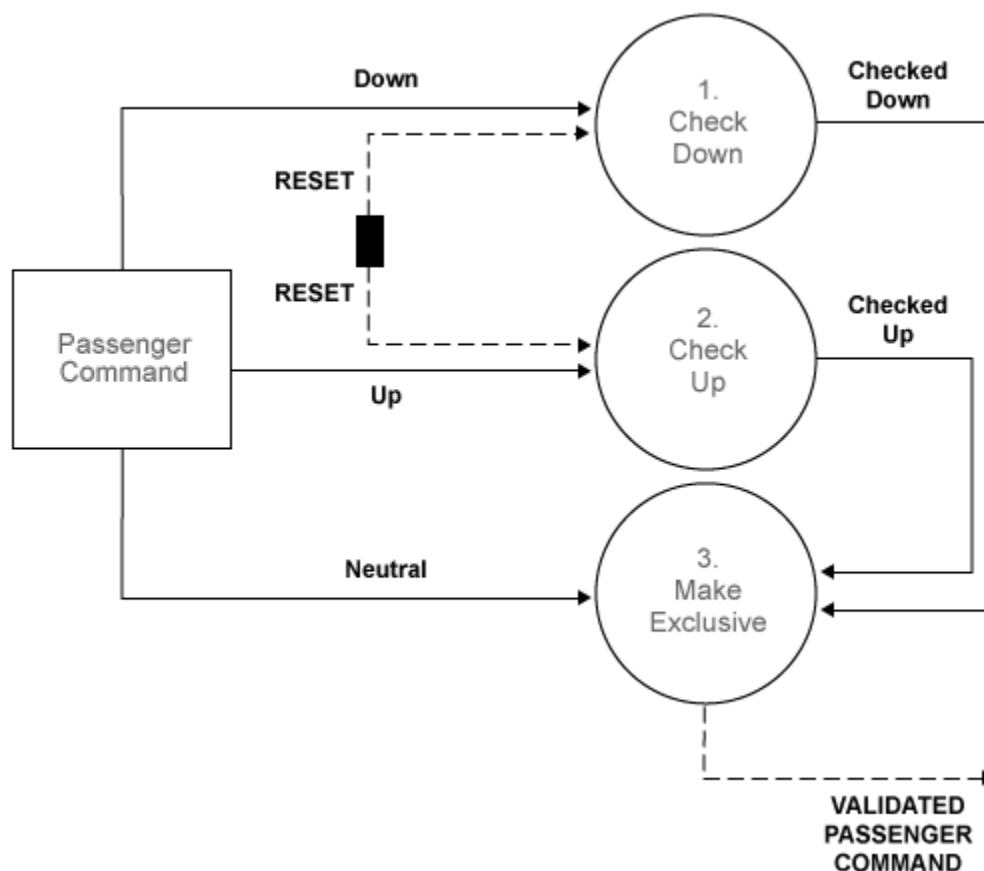 Down
1.
Check
Down
Checked
Down
RESET
RESET
Passenger
Command
Up
2.
Check
Up
Checked
Up
Neutral
3.
Make
Exclusive
VALIDATED
PASSENGER
COMMAND